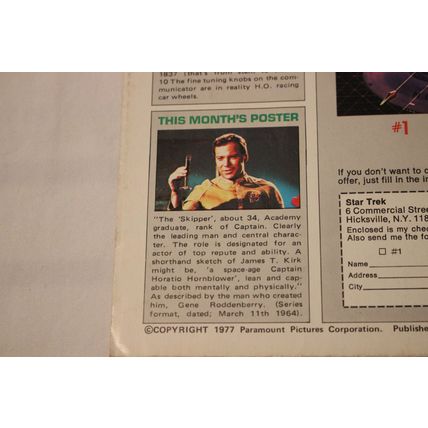 1837 (that's from
10 The fine tuning knobs on the com-
municator are in reality H.O. racing
car wheels.
THIS MONTH'S POSTER
"The 'Skipper', about 34, Academy
graduate, rank of Captain. Clearly
the leading man and central charac-
ter. The role is designated for an
actor of top repute and ability. A
shorthand sketch of James T. Kirk
might be, 'a space-age Captain
Horatio Hornblower', lean and cap-
able both mentally and physically."
As described by the man who created
him, Gene Roddenberry. (Series
format, dated; March 11th 1964).
©COPYRIGHT 1977 Paramount Pictures Corporation. Publishe
#1
If you don't want to c
offer, just fill in the in
Star Trek
6 Commercial Stree
Hicksville, N.Y. 118
Enclosed is my chec
Also send me the fo
#1
Name
Address
City